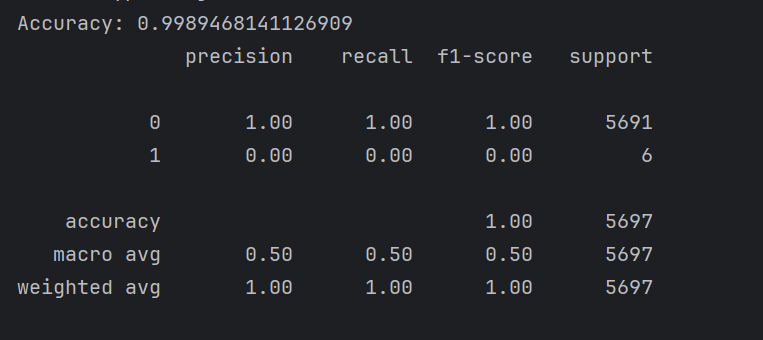 Accuracy: 0.9989468141126909
precision recall f1-score support
0 1.00 1.00 1.00 5691
1 0.00 0.00 0.00 6
accuracy 1.00 5697
macro avg 0.50 0.50 0.50 5697
weighted avg 1.00 1.00 1.00 5697